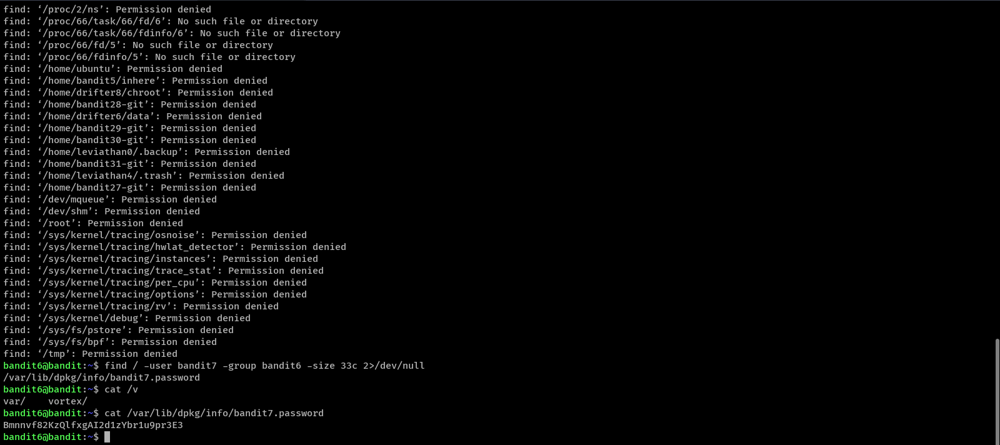 find: ‘/proc/2/ns’: Permission denied
find: ‘/proc/66/task/66/fd/6’: No such file or directory
find: ‘/proc/66/task/66/fdinfo/6’: No such file or directory
find: ‘/proc/66/fd/5’: No such file or directory
find: ‘/proc/66/fdinfo/5’: No such file or directory
find: ‘/home/ubuntu’: Permission denied
find: ‘/home/bandit5/inhere’: Permission denied
find: ‘/home/drifter8/chroot’: Permission denied
find: ‘/home/bandit28-git’: Permission denied
find: ‘/home/drifter6/data’: Permission denied
find: ‘/home/bandit29-git’: Permission denied
find: ‘/home/bandit30-git’: Permission denied
find: ‘/home/leviathan0/.backup’: Permission denied
find: ‘/home/bandit31-git’: Permission denied
find: ‘/home/leviathan4/.trash’: Permission denied
find: ‘/home/bandit27-git’: Permission denied
find: ‘/dev/mqueue’: Permission denied
find: ‘/dev/shm’: Permission denied
find: ‘/root’: Permission denied
find: ‘/sys/kernel/tracing/osnoise’: Permission denied
find: ‘/sys/kernel/tracing/hwlat_detector’: Permission denied
find: ‘/sys/kernel/tracing/instances’: Permission denied
find: ‘/sys/kernel/tracing/trace_stat’: Permission denied
find: ‘/sys/kernel/tracing/per_cpu’: Permission denied
find: ‘/sys/kernel/tracing/options’: Permission denied
find: ‘/sys/kernel/tracing/rv’: Permission denied
find: ‘/sys/kernel/debug’: Permission denied
find: ‘/sys/fs/pstore’: Permission denied
find: ‘/sys/fs/bpf’: Permission denied
find: ‘/tmp’: Permission denied
bandit6@bandit:~$ find / -user bandit7 -group bandit6 -size 33c 2>/dev/null
/var/lib/dpkg/info/bandit7.password
bandit6@bandit:~$ cat /v
var/    vortex/
bandit6@bandit:~$ cat /var/lib/dpkg/info/bandit7.password
Bmnnvf82KzQlfxgAI2d1zYbr1u9pr3E3
bandit6@bandit:~$